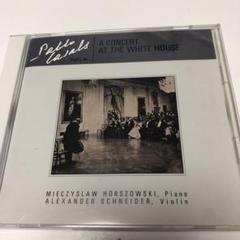 Pablo
Casals
A CONCERT
AT THE WHITE HOUSE
MIECZYSLAW HORSZOWSKI, Piano
ALEXANDER SCHNEIDER, Violin